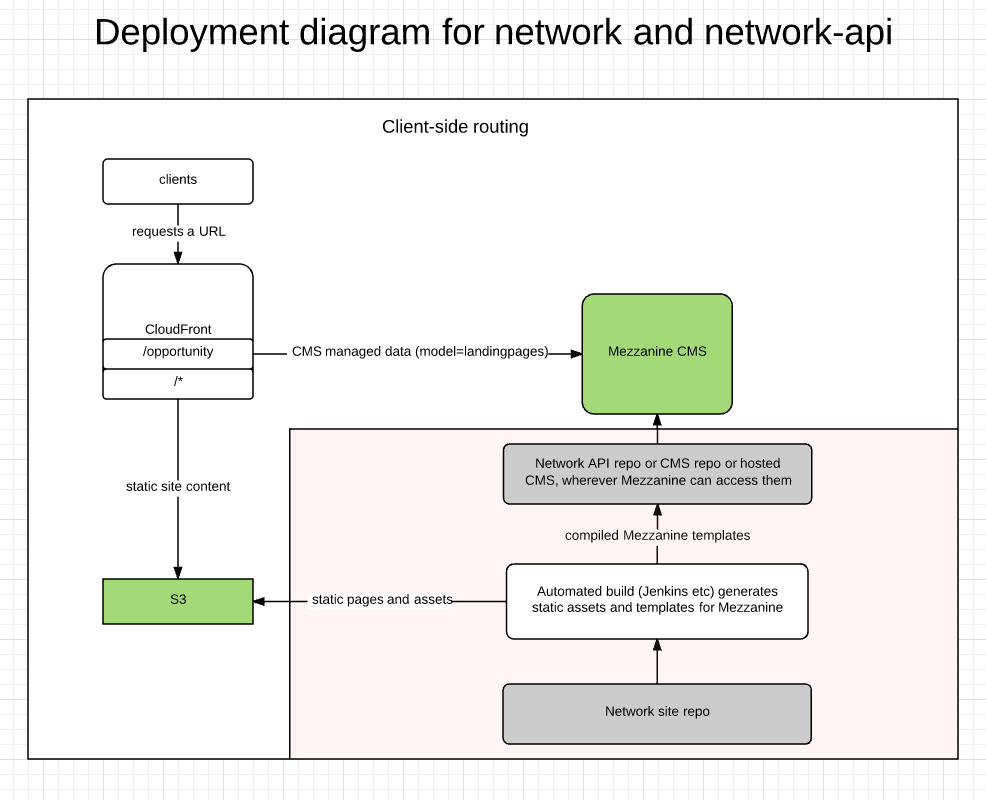 Deployment diagram for network and network-api
Client-side routing
clients
requests a URL
CloudFront
/opportunity
/*
CMS managed data (model=landingpages)
Mezzanine CMS
static site content
S3
Network API repo or CMS repo or hosted
CMS, wherever Mezzanine can access them
compiled Mezzanine templates
Automated build (Jenkins etc) generates
static assets and templates for Mezzanine
static pages and assets
Network site repo